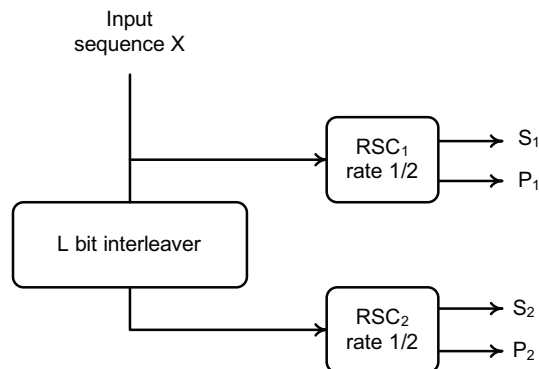 Input
sequence X
RSC₁
rate 1/2
S₁
P₁
L bit interleaver
RSC₂
rate 1/2
S₂
P₂